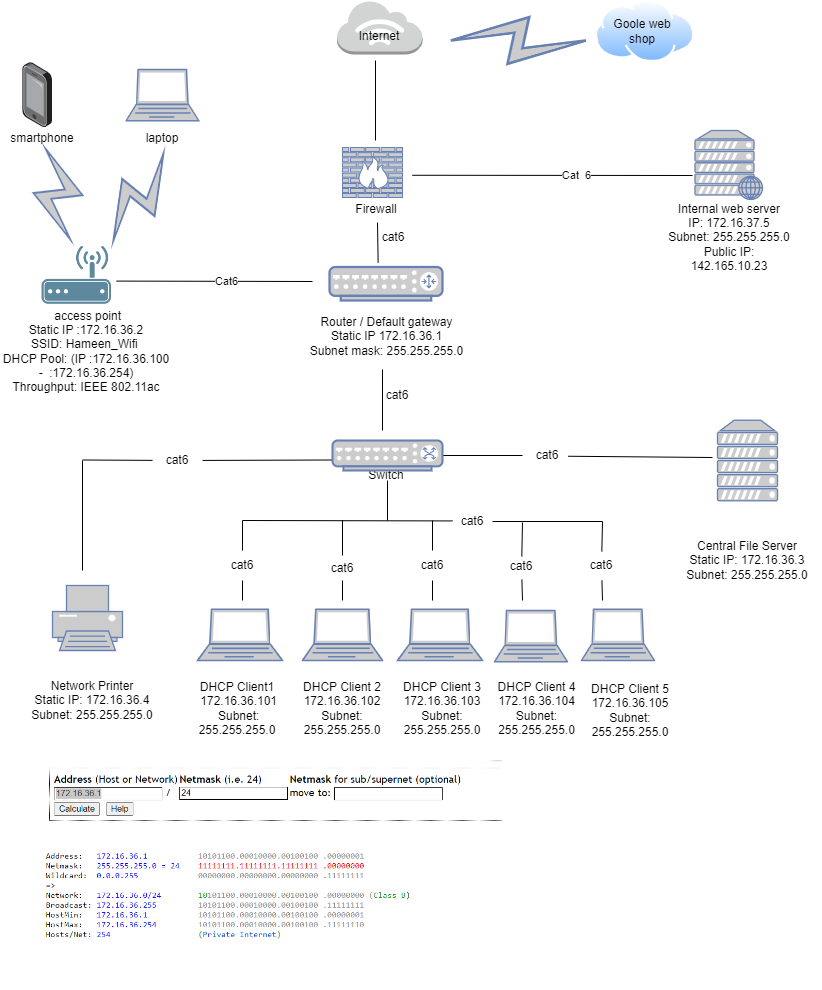 Internet
Goole web
shop
smartphone
laptop
Firewall
Cat 6
Internal web server
IP: 172.16.37.5
Subnet: 255.255.255.0
Public IP:
142.165.10.23
cat6
Cat6
access point
Static IP :172.16.36.2
SSID: Hameen_Wifi
DHCP Pool: (IP :172.16.36.100
- :172.16.36.254)
Throughput: IEEE 802.11ac
Router / Default gateway
Static IP 172.16.36.1
Subnet mask: 255.255.255.0
cat6
Switch
cat6
cat6
Central File Server
Static IP: 172.16.36.3
Subnet: 255.255.255.0
cat6
cat6
cat6
cat6
cat6
cat6
Network Printer
Static IP: 172.16.36.4
Subnet: 255.255.255.0
DHCP Client1
172.16.36.101
Subnet:
255.255.255.0
DHCP Client 2
172.16.36.102
Subnet:
255.255.255.0
DHCP Client 3
172.16.36.103
Subnet:
255.255.255.0
DHCP Client 4
172.16.36.104
Subnet:
255.255.255.0
DHCP Client 5
172.16.36.105
Subnet:
255.255.255.0
Address (Host or Network) Netmask (i.e. 24) Netmask for sub/supernet (optional)
172.16.36.1 / 24 move to:
Calculate Help
Address: 172.16.36.1 10101100.00010000.00100100 .00000001
Netmask: 255.255.255.0 = 24 11111111.11111111.11111111 .00000000
Wildcard: 0.0.0.255 00000000.00000000.00000000 .11111111
=>
Network: 172.16.36.0/24 10101100.00010000.00100100 .00000000 (Class B)
Broadcast: 172.16.36.255 10101100.00010000.00100100 .11111111
HostMin: 172.16.36.1 10101100.00010000.00100100 .00000001
HostMax: 172.16.36.254 10101100.00010000.00100100 .11111110
Hosts/Net: 254 (Private Internet)